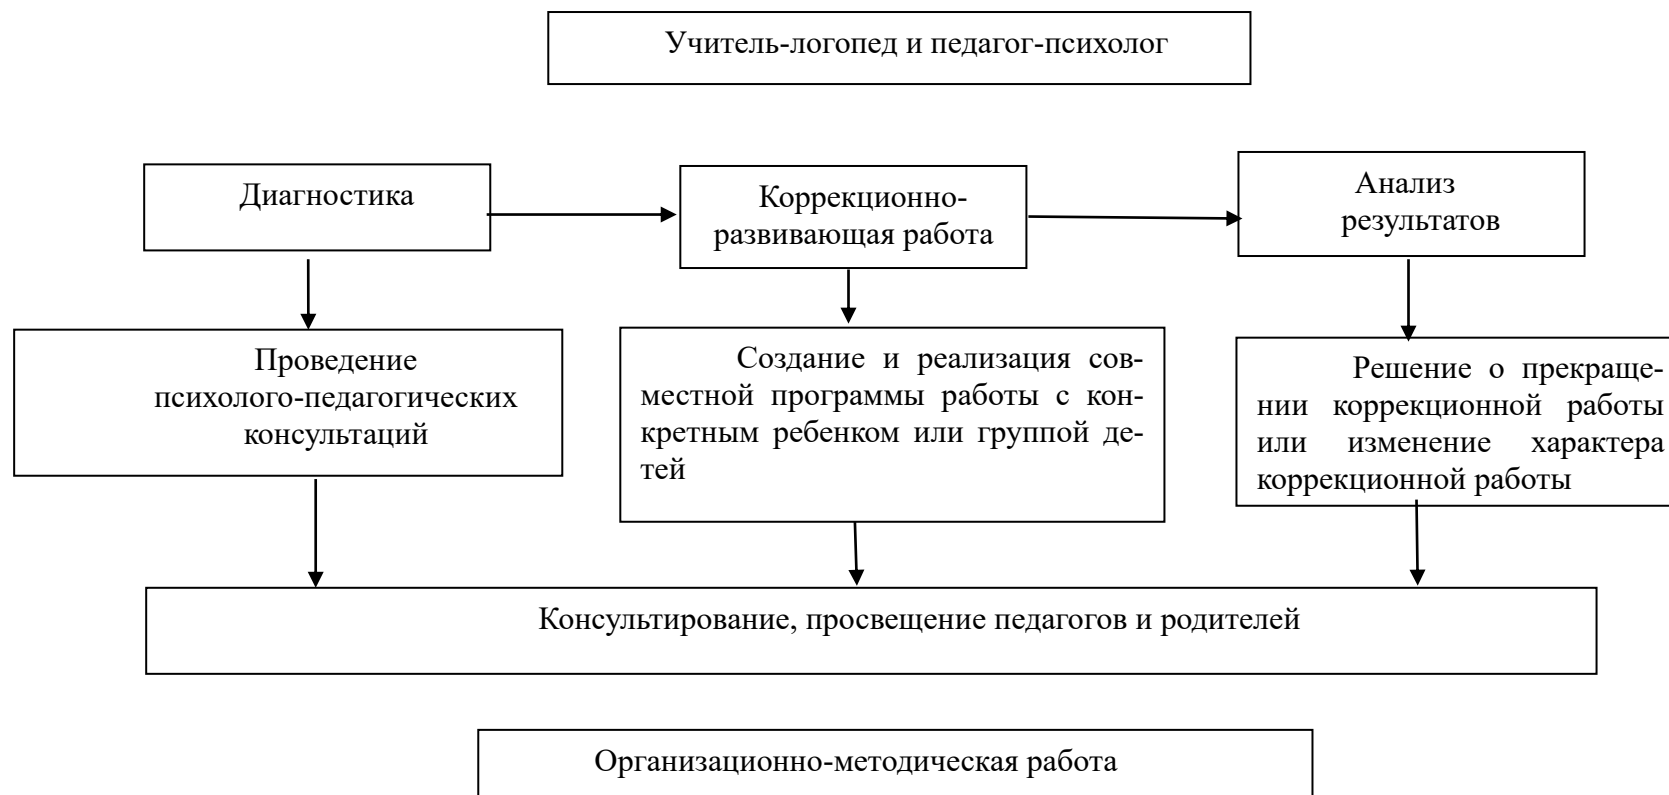 Учитель-логопед и педагог-психолог
Диагностика
Коррекционно-
развивающая работа
Анализ
результатов
Проведение
психолого-педагогических
консультаций
Создание и реализация сов-
местной программы работы с кон-
кретным ребенком или группой де-
тей
Решение о прекраще-
нии коррекционной работы
или изменение характера
коррекционной работы
Консультирование, просвещение педагогов и родителей
Организационно-методическая работа